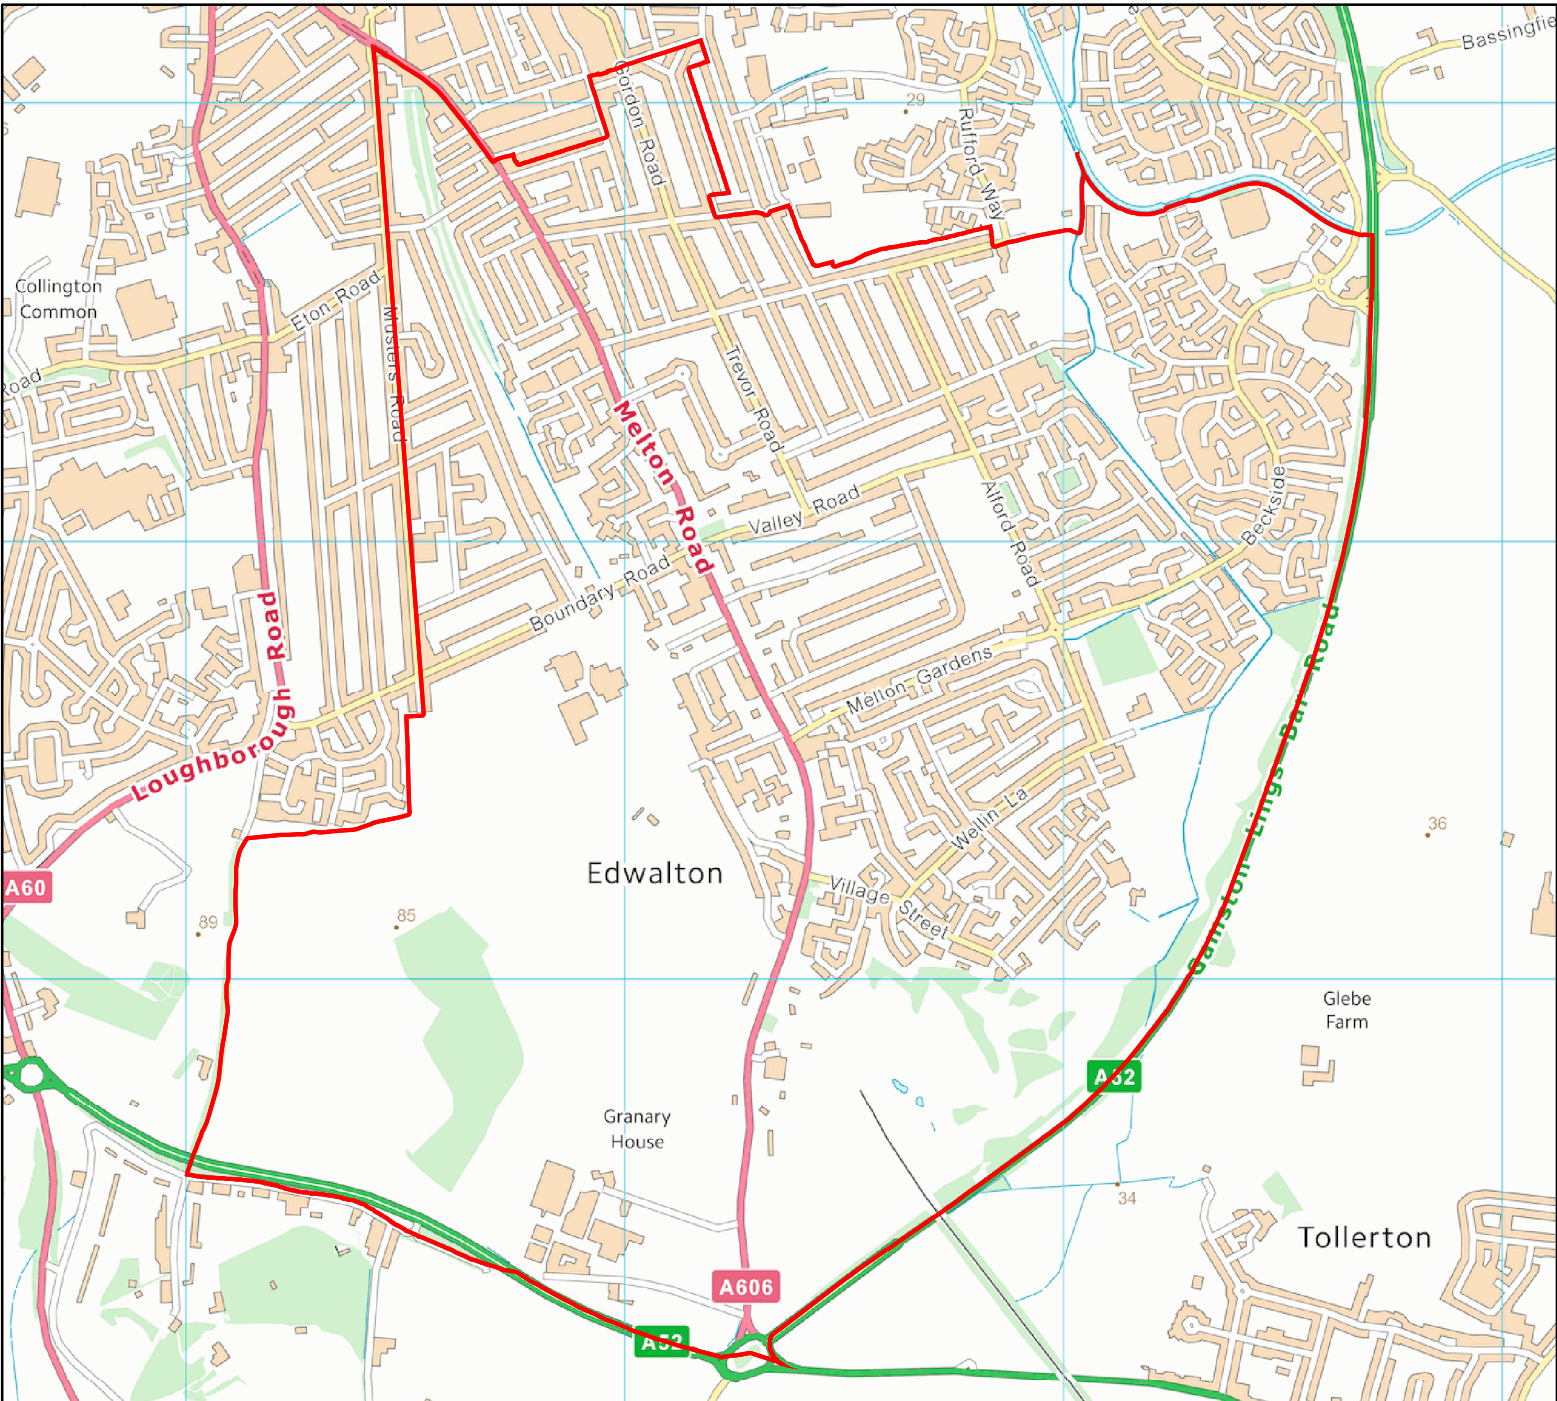 Bassingfie
29
Gordon Road
Rufford Way
Collington
Common
Eton Road
Musters Road
Road
Trevor Road
Melton Road
Alford Road
Valley Road
Beckside
Boundary Road
Loughborough Road
Melton Gardens
Gamston Lings Bar Road
Wellin La
36
Edwalton
A60
Village Street
85
89
Glebe
Farm
A52
Granary
House
34
Tollerton
A606
A52